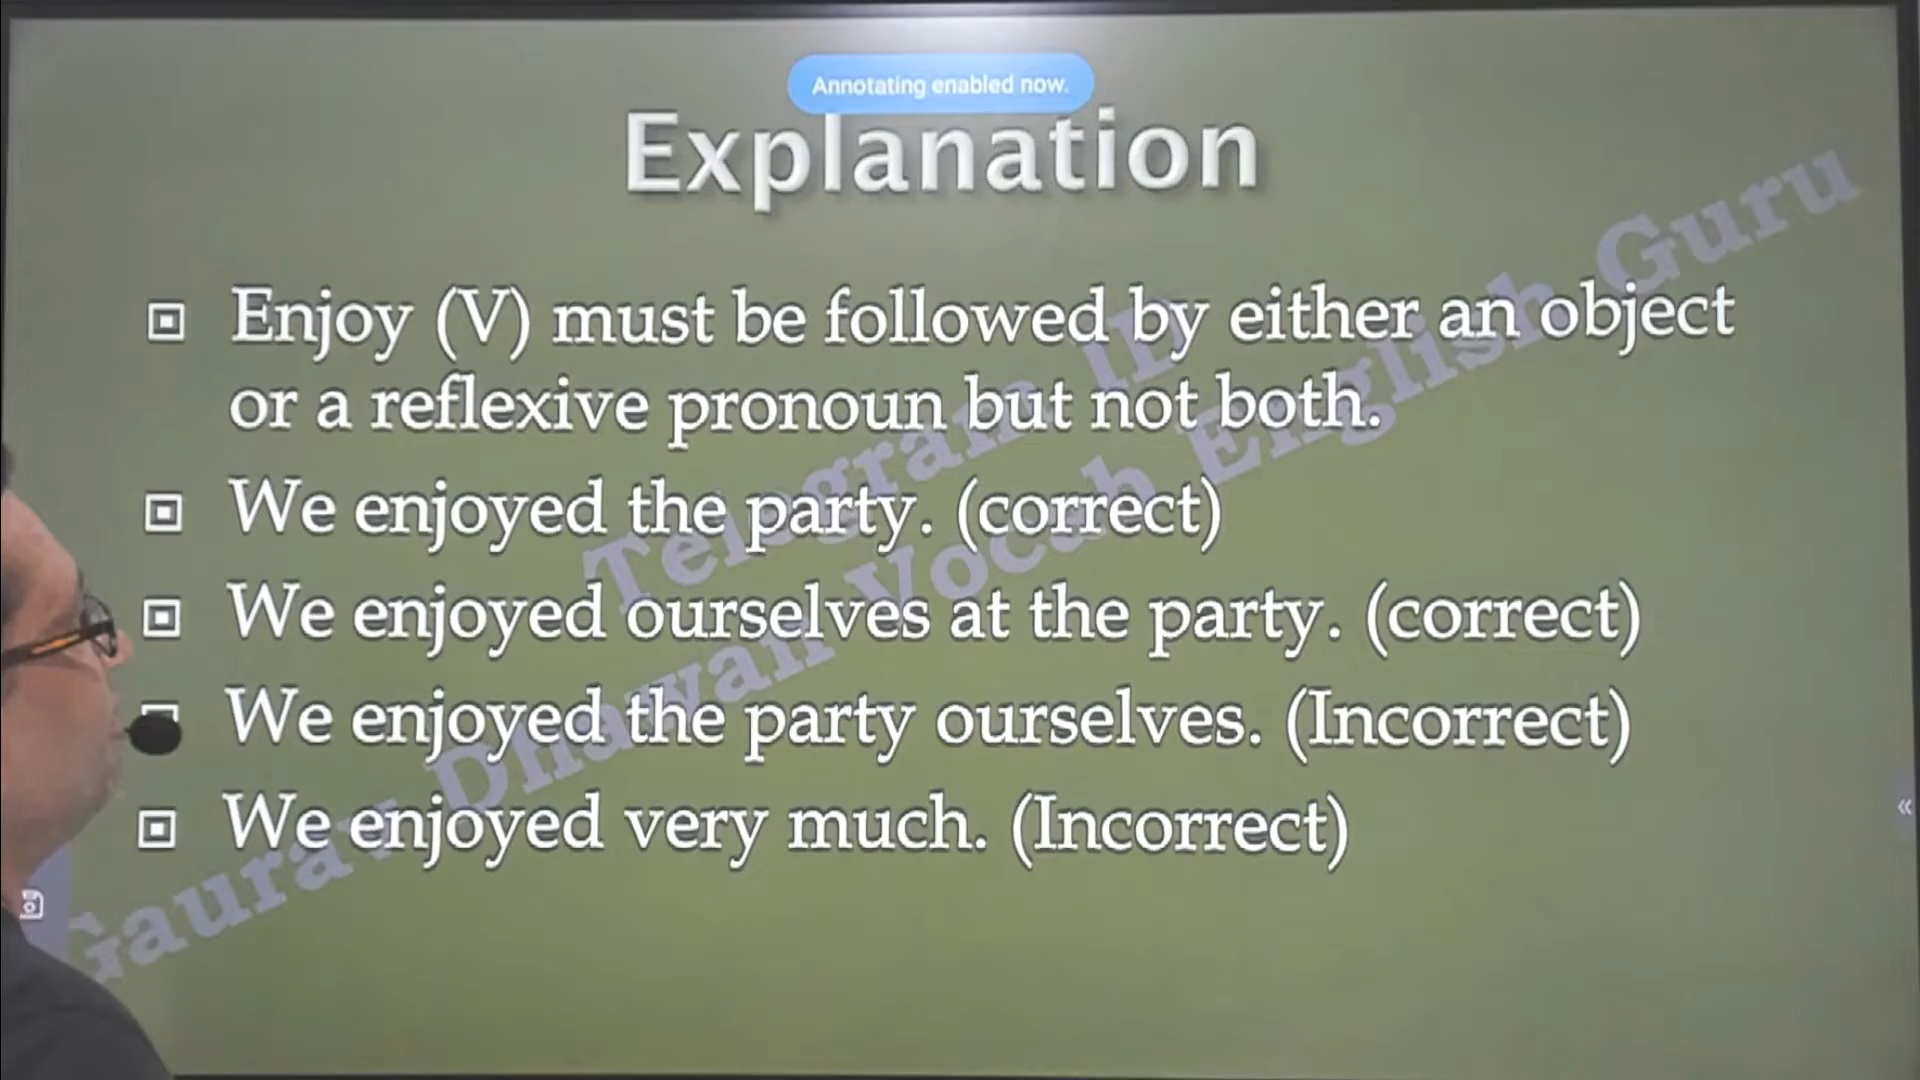 Annotating enabled now.
Explanation
Enjoy (V) must be followed by either an object
or a reflexive pronoun but not both.
We enjoyed the party. (correct)
We enjoyed ourselves at the party. (correct)
We enjoyed the party ourselves. (Incorrect)
We enjoyed very much. (Incorrect)
Telegram ID
Gaurav Dhawan Vocab English Guru